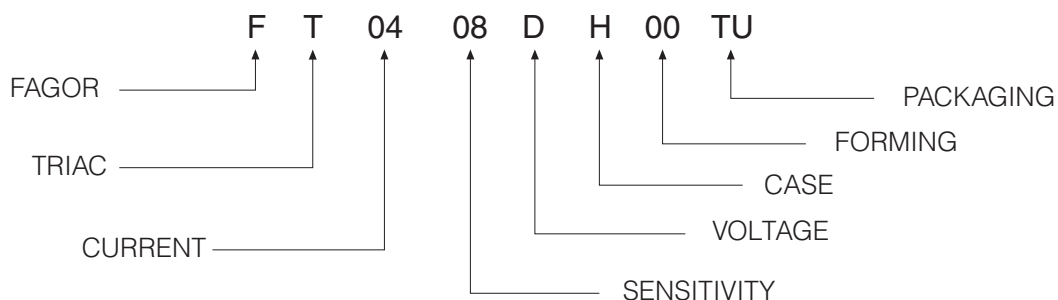 F T 04 08 D H 00 TU
FAGOR
PACKAGING
FORMING
TRIAC
CASE
VOLTAGE
CURRENT
SENSITIVITY